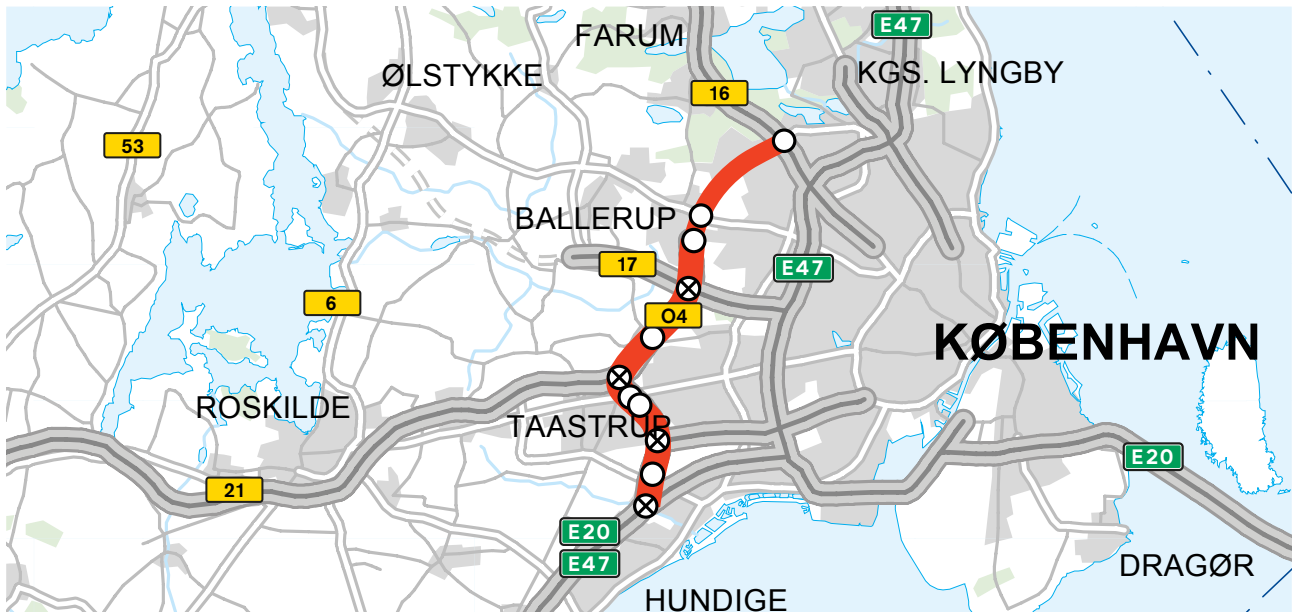 E47
FARUM
ØLSTYKKE
KGS. LYNGBY
16
53
BALLERUP
17
E47
6
O4
KØBENHAVN
ROSKILDE
TAASTRUP
E20
21
E20
E47
DRAGØR
HUNDIGE